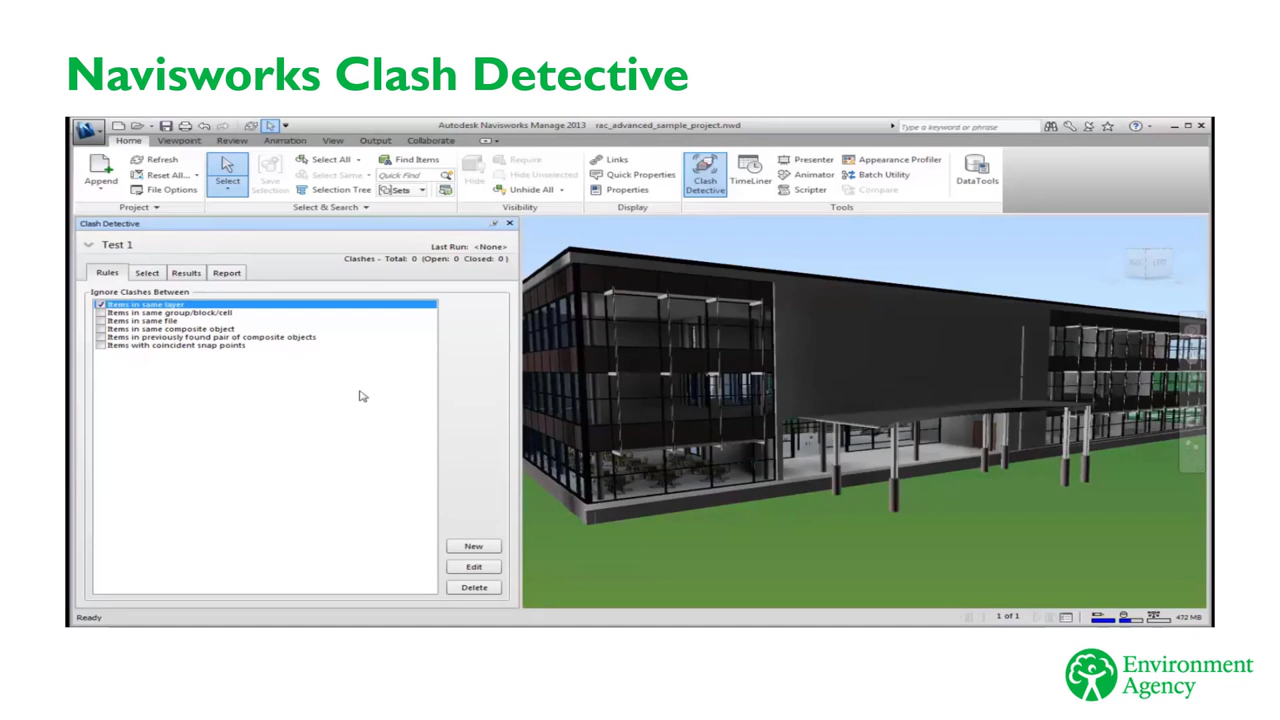 Navisworks Clash Detective
Autodesk Navisworks Manage 2013 rac_advanced_sample_project.nwd
Type a keyword or phrase
Home Viewpoint Review Animation Output Collaborate
Append
Refresh
Reset All...
File Options
Project
Select
Save Selection
Select All
Select Same
Selection Tree
Find Items
Quick Find
Sets
Select & Search
Hide
Require
Hide Unselected
Unhide All
Visibility
Links
Quick Properties
Properties
Display
Clash Detective
TimeLiner
Presenter
Animator
Scripter
Appearance Profiler
Batch Utility
Compare
DataTools
Tools
Clash Detective
Test 1
Last Run: <None>
Clashes - Total: 0 (Open: 0 Closed: 0)
Rules Select Results Report
Ignore Clashes Between
Items in same layer
Items in same group/block/cell
Items in same file
Items in same composite object
Items in previously found pair of composite objects
Items with coincident snap points
New
Edit
Delete
Ready
1 of 1
472 MB
Environment
Agency